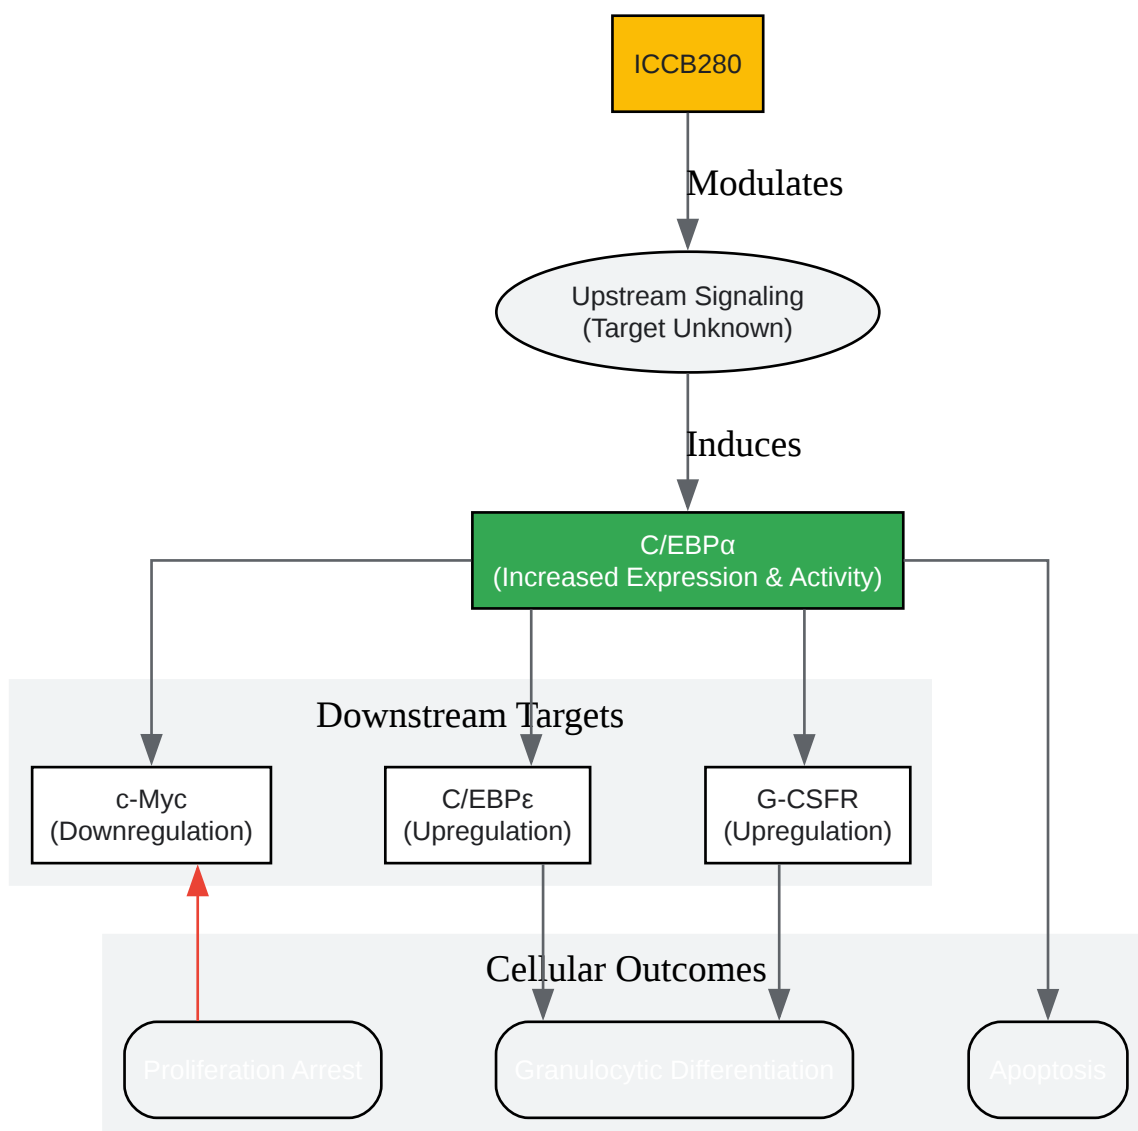 ICCB280
Modulates
Upstream Signaling
(Target Unknown)
Induces
C/EBPα
(Increased Expression & Activity)
Downstream Targets
c-Myc
(Downregulation)
C/EBPε
(Upregulation)
G-CSFR
(Upregulation)
Cellular Outcomes
Proliferation Arrest
Granulocytic Differentiation
Apoptosis